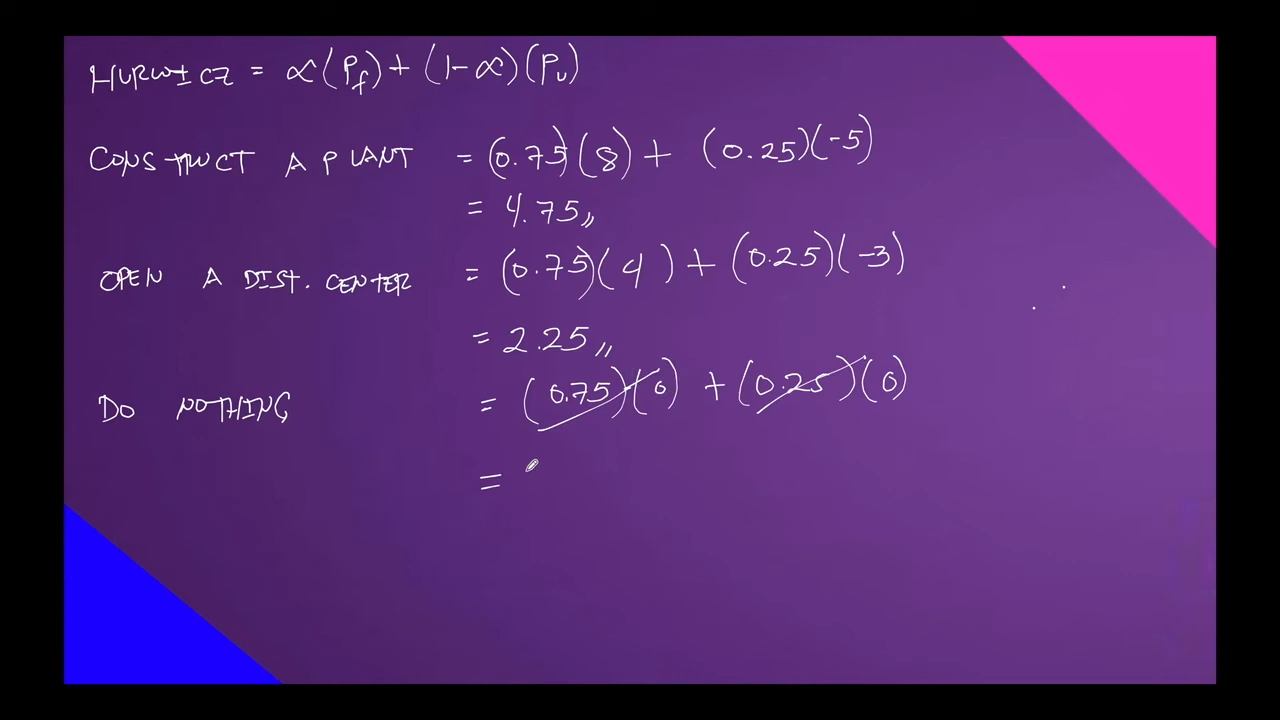 HURWICZ = ∝(Pf) + (1-∝)(Pu)
CONSTRUCT A PLANT = (0.75)(8) + (0.25)(-5)
= 4.75,,
OPEN A DIST. CENTER = (0.75)(4) + (0.25)(-3)
= 2.25,,
DO NOTHING = (0.75)(0) + (0.25)(0)
=